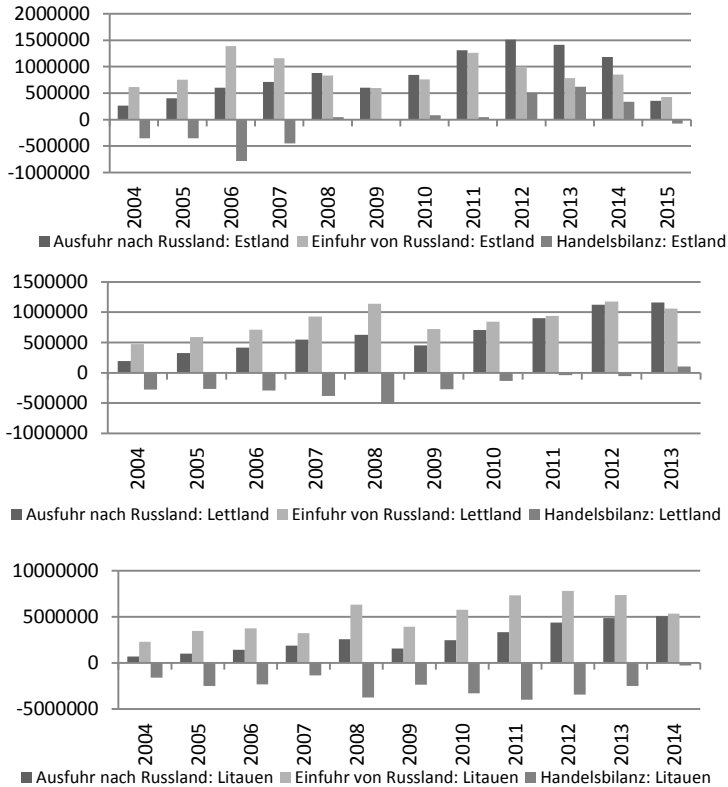 2000000
1500000
1000000
500000
0
-500000
-1000000
2004 2005 2006 2007 2008 2009 2010 2011 2012 2013 2014 2015
Ausfuhr nach Russland: Estland Einfuhr von Russland: Estland Handelsbilanz: Estland
1500000
1000000
500000
0
-500000
-1000000
2004 2005 2006 2007 2008 2009 2010 2011 2012 2013
Ausfuhr nach Russland: Lettland Einfuhr von Russland: Lettland Handelsbilanz: Lettland
10000000
5000000
0
-5000000
2004 2005 2006 2007 2008 2009 2010 2011 2012 2013 2014
Ausfuhr nach Russland: Litauen Einfuhr von Russland: Litauen Handelsbilanz: Litauen